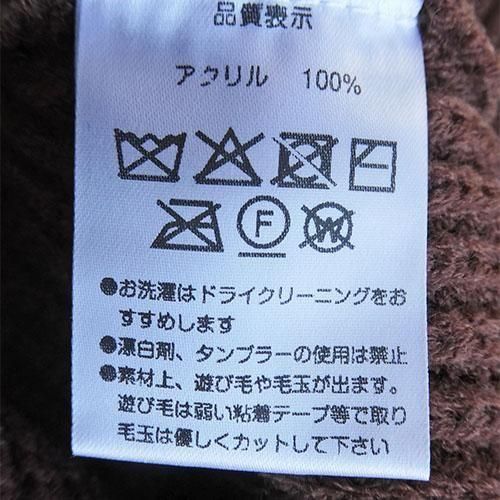 品質表示
アクリル 100%
F
W
●お洗濯はドライクリーニングをお
すすめします
●漂白剤、タンブラーの使用は禁止
●素材上、遊び毛や毛玉が出ます。
遊び毛は弱い粘着テープ等で取り
毛玉は優しくカットして下さい